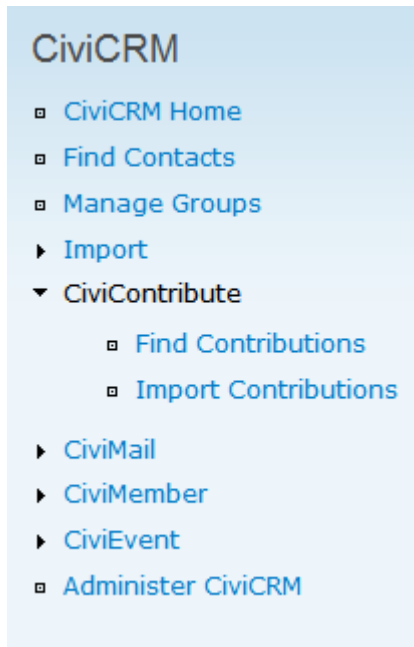 CiviCRM
CiviCRM Home
Find Contacts
Manage Groups
Import
CiviContribute
Find Contributions
Import Contributions
CiviMail
CiviMember
CiviEvent
Administer CiviCRM